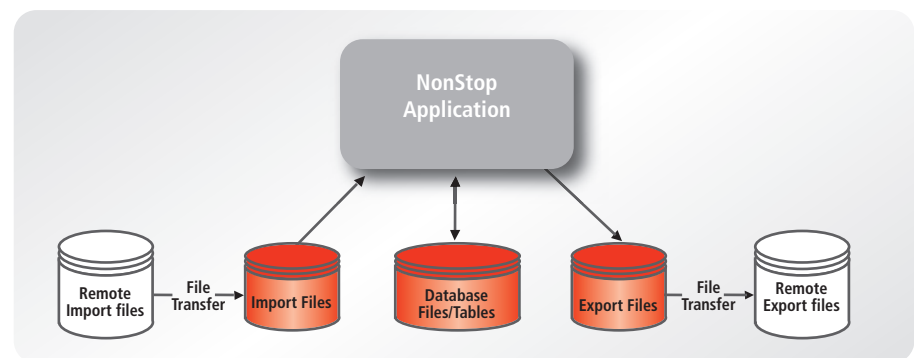 NonStop
Application
Remote
Import files
File
Transfer
Import Files
Database
Files/Tables
Export Files
File
Transfer
Remote
Export files